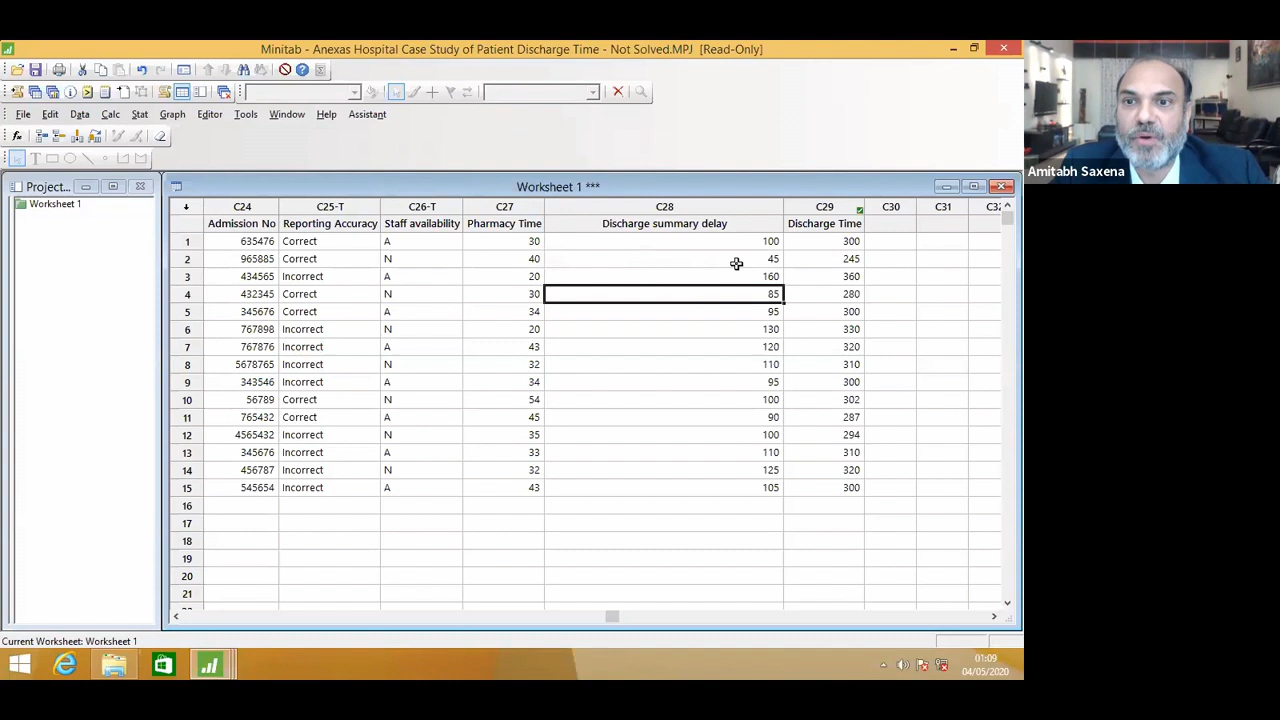 Minitab - Anexas Hospital Case Study of Patient Discharge Time - Not Solved.MPJ [Read-Only]
File Edit Data Calc Stat Graph Editor Tools Window Help Assistant
Project...
Worksheet 1
Worksheet 1 ***
C24 C25-T C26-T C27 C28 C29 C30 C31 C32
Admission No Reporting Accuracy Staff availability Pharmacy Time Discharge summary delay Discharge Time
1 635476 Correct A 30 100 300
2 965885 Correct N 40 45 245
3 434565 Incorrect A 20 160 360
4 432345 Correct N 30 85 280
5 345676 Correct A 34 95 300
6 767898 Incorrect N 20 130 330
7 767876 Incorrect A 43 120 320
8 5678765 Incorrect N 32 110 310
9 343546 Incorrect A 34 95 300
10 56789 Correct N 54 100 302
11 765432 Correct A 45 90 287
12 4565432 Incorrect N 35 100 294
13 345676 Incorrect A 33 110 310
14 456787 Incorrect N 32 125 320
15 545654 Incorrect A 43 105 300
16
17
18
19
20
21
Current Worksheet: Worksheet 1
01:09
04/05/2020
Amitabh Saxena